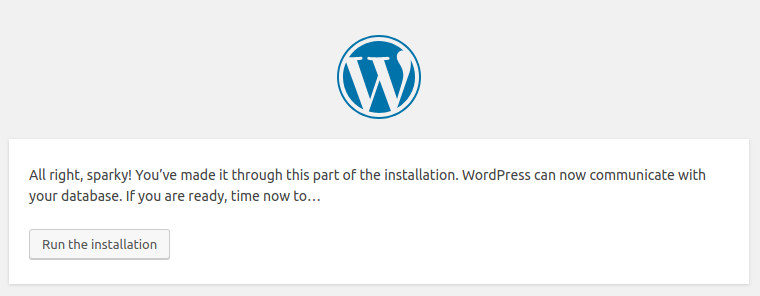 All right, sparky! You’ve made it through this part of the installation. WordPress can now communicate with
your database. If you are ready, time now to…
Run the installation